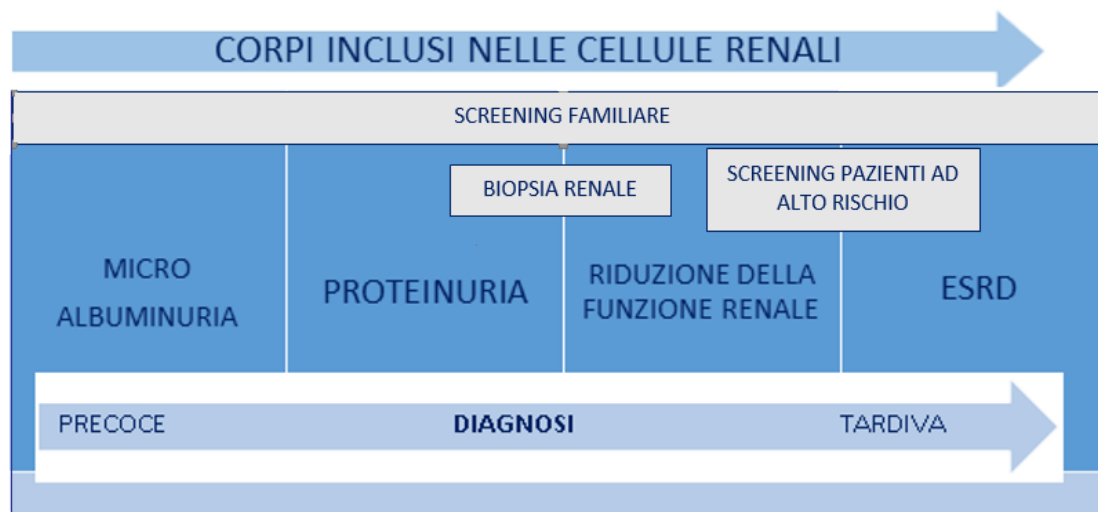 CORPI INCLUSI NELLE CELLULE RENALI
SCREENING FAMILIARE
BIOPSIA RENALE
SCREENING PAZIENTI AD
ALTO RISCHIO
MICRO
ALBUMINURIA
PROTEINURIA
RIDUZIONE DELLA
FUNZIONE RENALE
ESRD
PRECOCE
DIAGNOSI
TARDIVA